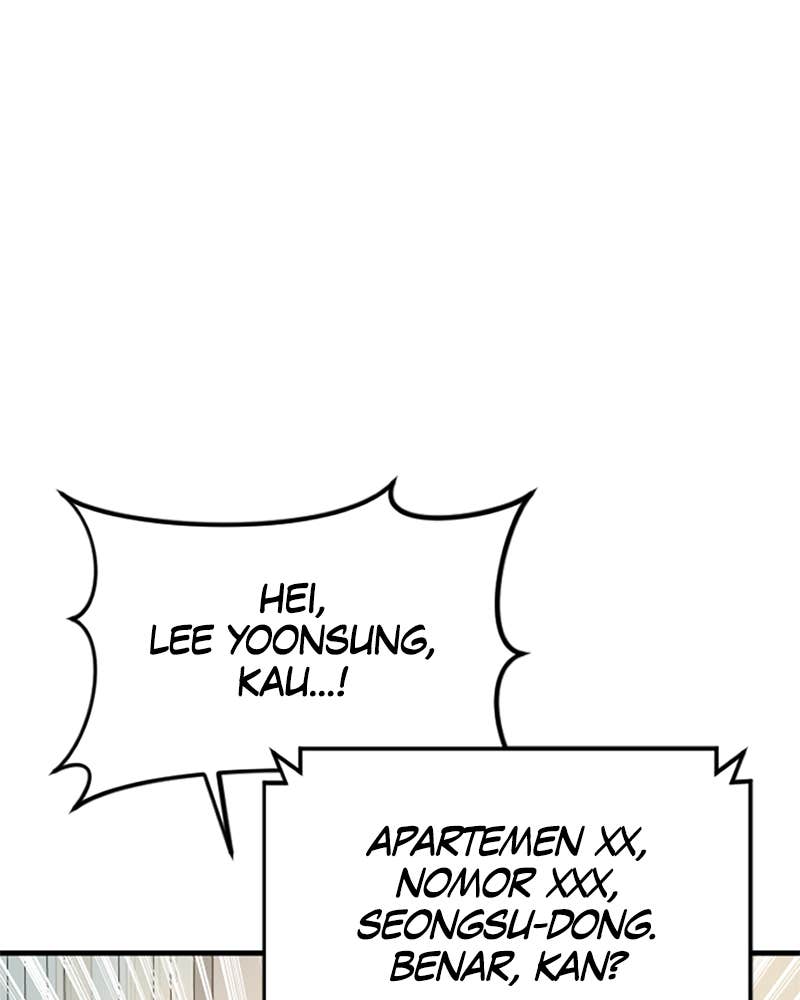 HEI,
LEE YOONSUNG,
KAU...!
APARTEMEN XX,
NOMOR XXX,
SEONGSU-DONG.
BENAR, KAN?